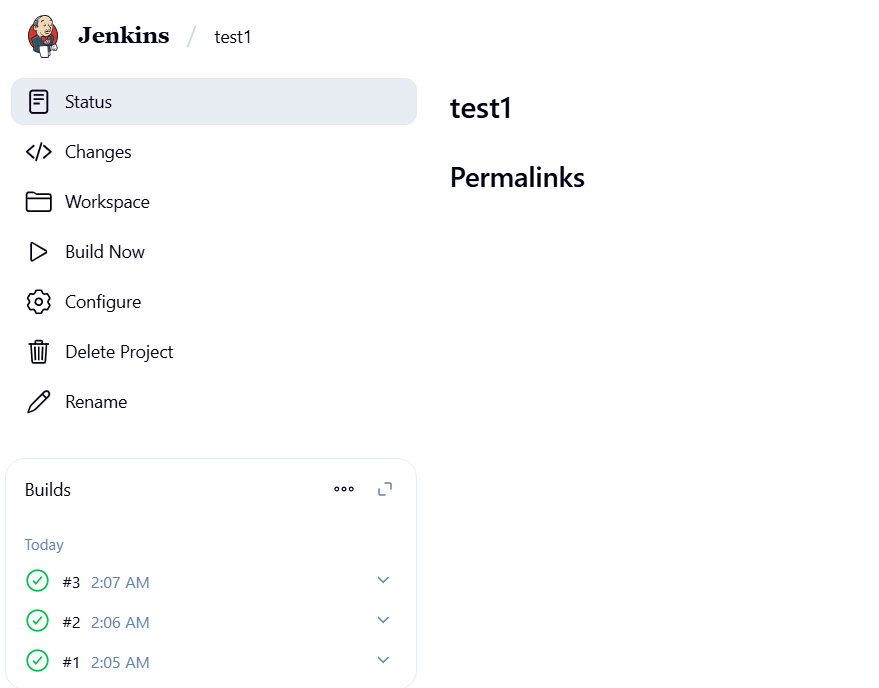 Jenkins / test1
Status
Changes
Workspace
Build Now
Configure
Delete Project
Rename
Builds
Today
#3 2:07 AM
#2 2:06 AM
#1 2:05 AM
test1
Permalinks